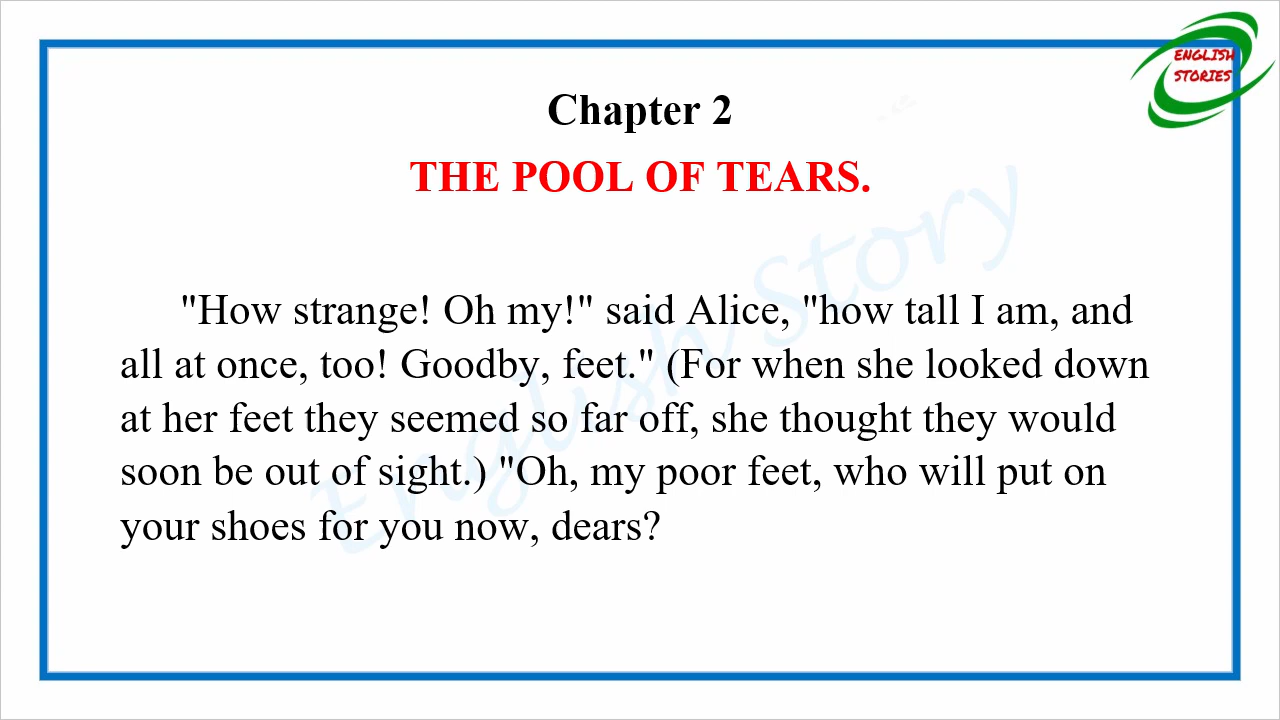 ENGLISH
STORIES
Chapter 2
THE POOL OF TEARS.
"How strange! Oh my!" said Alice, "how tall I am, and
all at once, too! Goodby, feet." (For when she looked down
at her feet they seemed so far off, she thought they would
soon be out of sight.) "Oh, my poor feet, who will put on
your shoes for you now, dears?
English Story